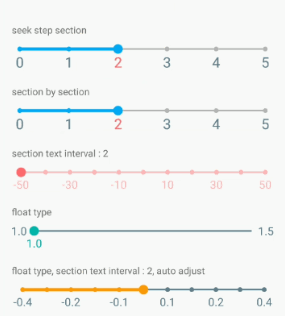 seek step section
0 1 2 3 4 5
section by section
0 1 2 3 4 5
section text interval : 2
-50 -30 -10 10 30 50
float type
1.0 1.5
1.0
float type, section text interval : 2, auto adjust
-0.4 -0.2 -0.1 0.1 0.2 0.4